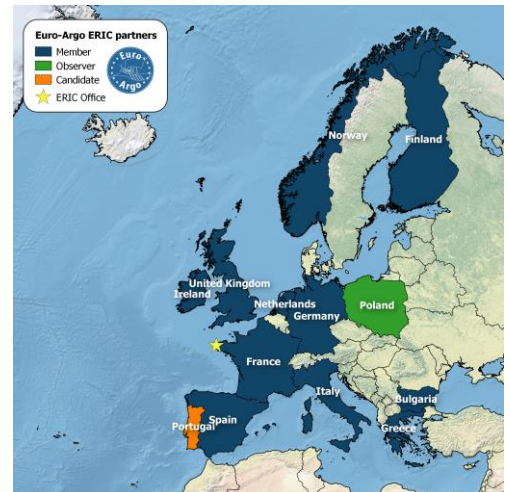 Euro-Argo ERIC partners
Member
Observer
Candidate
ERIC Office
Euro-
Argo
Norway
Finland
United Kingdom
Ireland
Netherlands
Germany
Poland
France
Italy
Bulgaria
Spain
Portugal
Greece